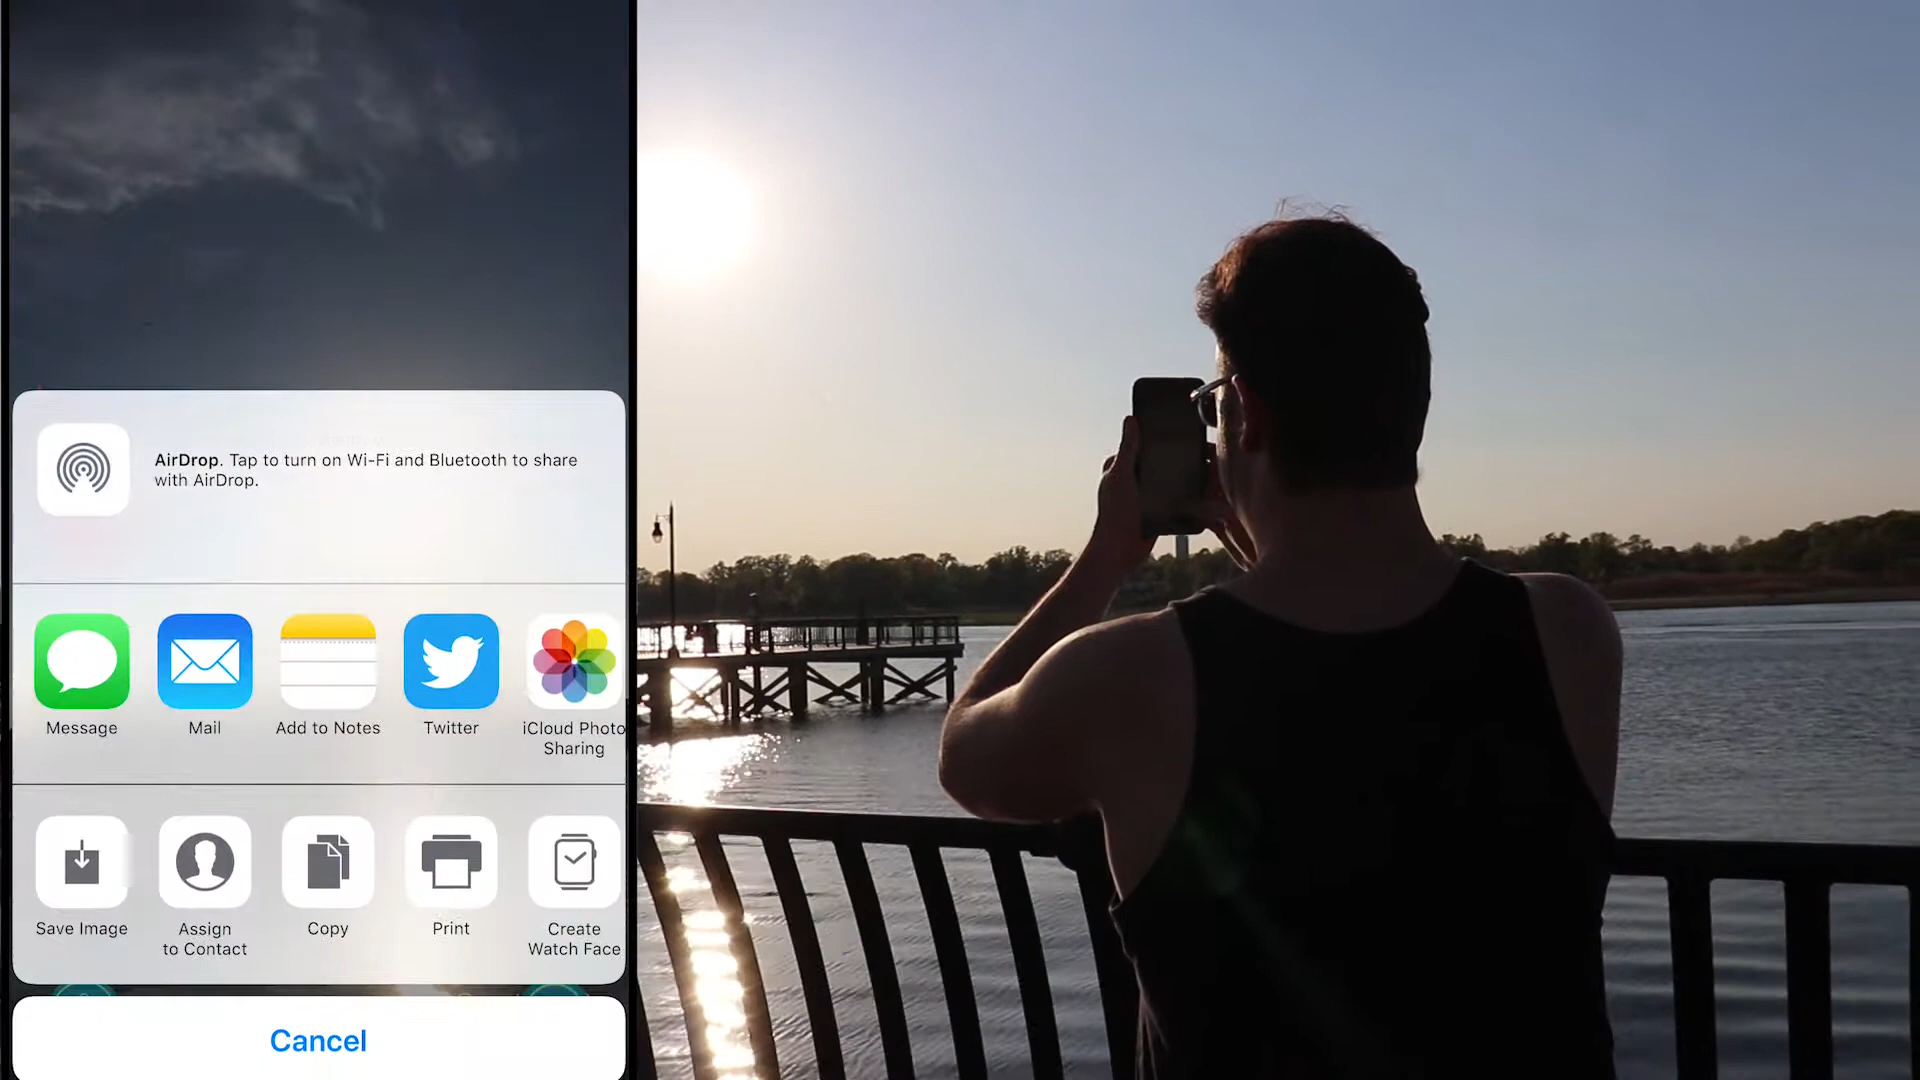 AirDrop. Tap to turn on Wi-Fi and Bluetooth to share
with AirDrop.
Message
Mail
Add to Notes
Twitter
iCloud Photo
Sharing
Save Image
Assign
to Contact
Copy
Print
Create
Watch Face
Cancel